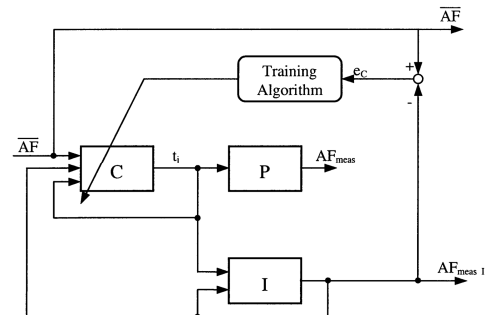 AF
Training
Algorithm
e_C
+
-
AF
C
t_i
P
AF_meas
I
AF_meas I